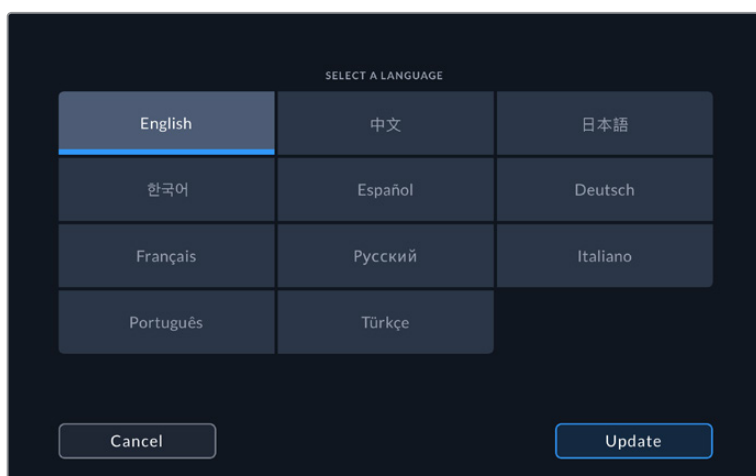 SELECT A LANGUAGE
English
中文
日本語
한국어
Español
Deutsch
Français
Русский
Italiano
Português
Türkçe
Cancel
Update